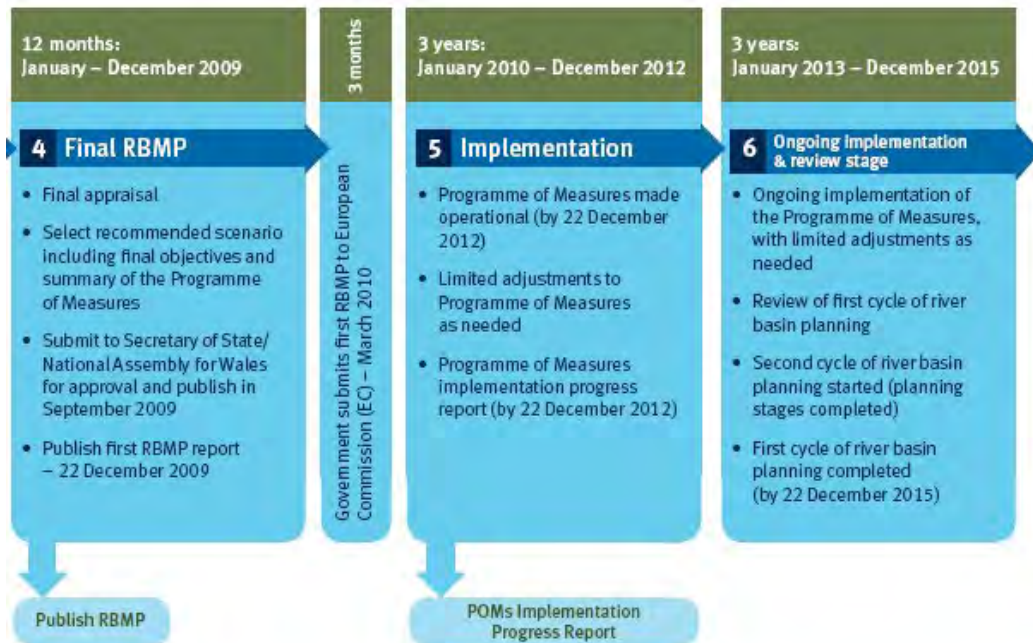 12 months:
January – December 2009
4 Final RBMP
• Final appraisal
• Select recommended scenario
including final objectives and
summary of the Programme
of Measures
• Submit to Secretary of State/
National Assembly for Wales
for approval and publish in
September 2009
• Publish first RBMP report
– 22 December 2009
Publish RBMP
3 months
Government submits first RBMP to European
Commission (EC) – March 2010
3 years:
January 2010 – December 2012
5 Implementation
• Programme of Measures made
operational (by 22 December
2012)
• Limited adjustments to
Programme of Measures
as needed
• Programme of Measures
implementation progress
report (by 22 December 2012)
POMs Implementation
Progress Report
3 years:
January 2013 – December 2015
6 Ongoing implementation
& review stage
• Ongoing implementation of
the Programme of Measures,
with limited adjustments as
needed
• Review of first cycle of river
basin planning
• Second cycle of river basin
planning started (planning
stages completed)
• First cycle of river basin
planning completed
(by 22 December 2015)